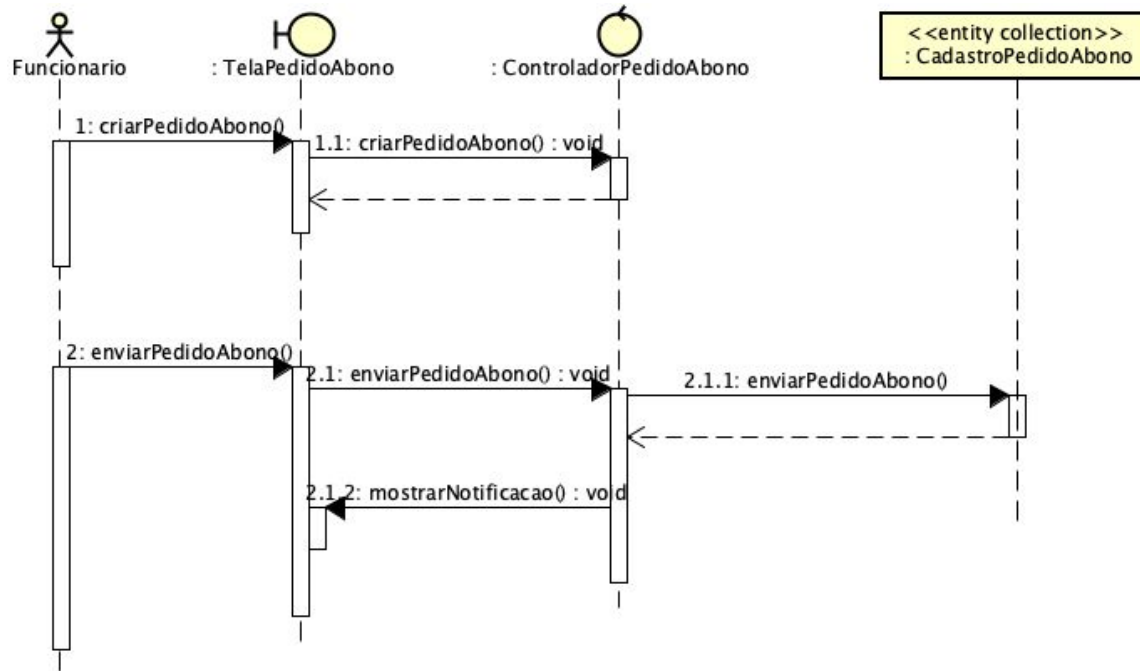 Funcionario
: TelaPedidoAbono
: ControladorPedidoAbono
<<entity collection>>
: CadastroPedidoAbono
1: criarPedidoAbono()
1.1: criarPedidoAbono() : void
2: enviarPedidoAbono()
2.1: enviarPedidoAbono() : void
2.1.1: enviarPedidoAbono()
2.1.2: mostrarNotificacao() : void